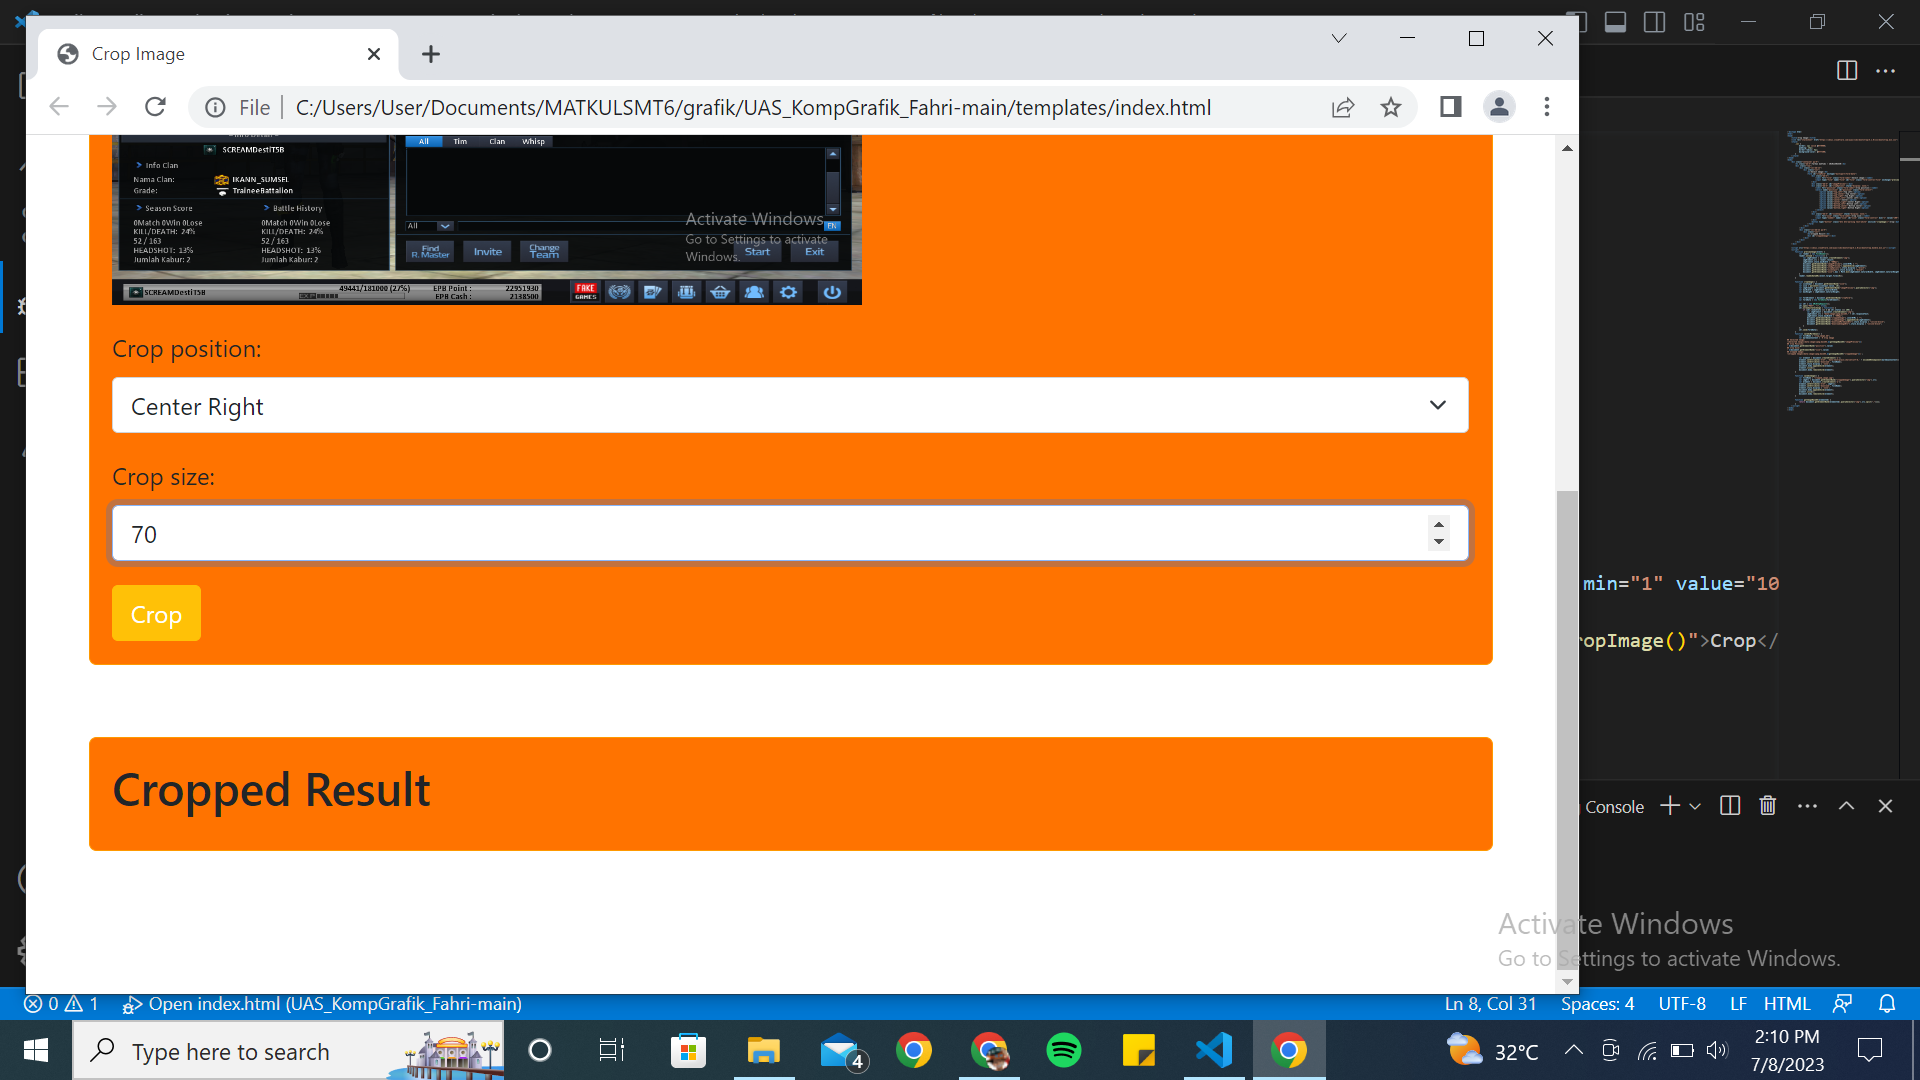 Crop Image
File
C:/Users/User/Documents/MATKULSMT6/grafik/UAS_KompGrafik_Fahri-main/templates/index.html
SCREAMDestiT5B
Info Clan
Nama Clan: IKANN_SUMSEL
Grade: TraineeBattalion
Season Score
Battle History
0Match 0Win 0Lose
KILL/DEATH: 24%
52 / 163
HEADSHOT: 13%
Jumlah Kabur: 2
0Match 0Win 0Lose
KILL/DEATH: 24%
52 / 163
HEADSHOT: 13%
Jumlah Kabur: 2
All Tim Clan Whisp
All
EN
Find R. Master
Invite
Change Team
Start
Exit
Activate Windows
Go to Settings to activate
Windows.
SCREAMDestiT5B
49441/181000 (27%)
EPB Point : 22951930
EPB Cash : 2138500
FAKE GAMES
Crop position:
Center Right
Crop size:
70
Crop
Cropped Result
min="1" value="10
ropImage()">Crop</
Console
Activate Windows
Go to Settings to activate Windows.
0 1 Open index.html (UAS_KompGrafik_Fahri-main)
Ln 8, Col 31 Spaces: 4 UTF-8 LF HTML
Type here to search
4
32°C
2:10 PM
7/8/2023